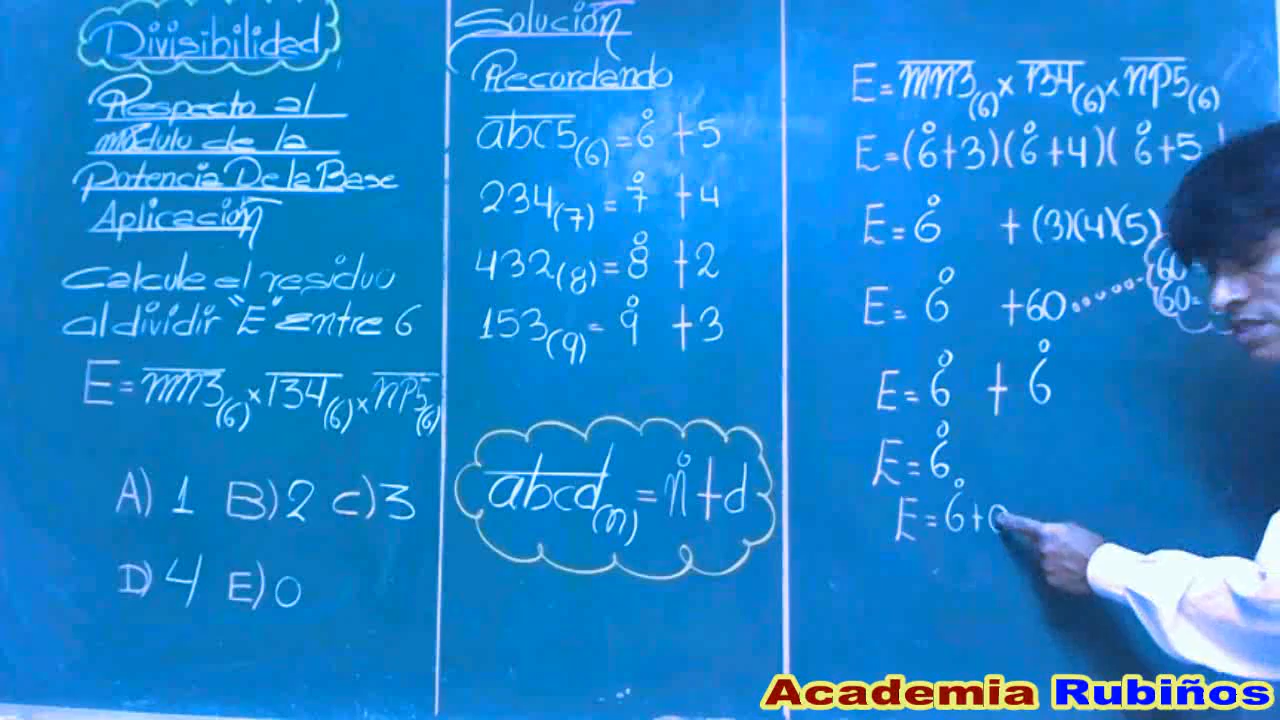 Divisibilidad
Respecto al
módulo de la
Potencia De la Base
Aplicación
Calcule el residuo
al dividir "E" Entre 6
E = mn3(6) × 134(6) × np5(6)
A) 1 B) 2 C) 3
D) 4 E) 0
Solución
Recordando
abc5(6) = 6̊ + 5
234(7) = 7̊ + 4
432(8) = 8̊ + 2
153(9) = 9̊ + 3
abcd(n) = n̊ + d
E = mn3(6) × 134(6) × np5(6)
E = (6̊ + 3)(6̊ + 4)(6̊ + 5
E = 6̊ + (3)(4)(5)
E = 6̊ + 60......
60
60=
E = 6̊ + 6̊
E = 6̊
E = 6̊ + 0
Academia Rubiños